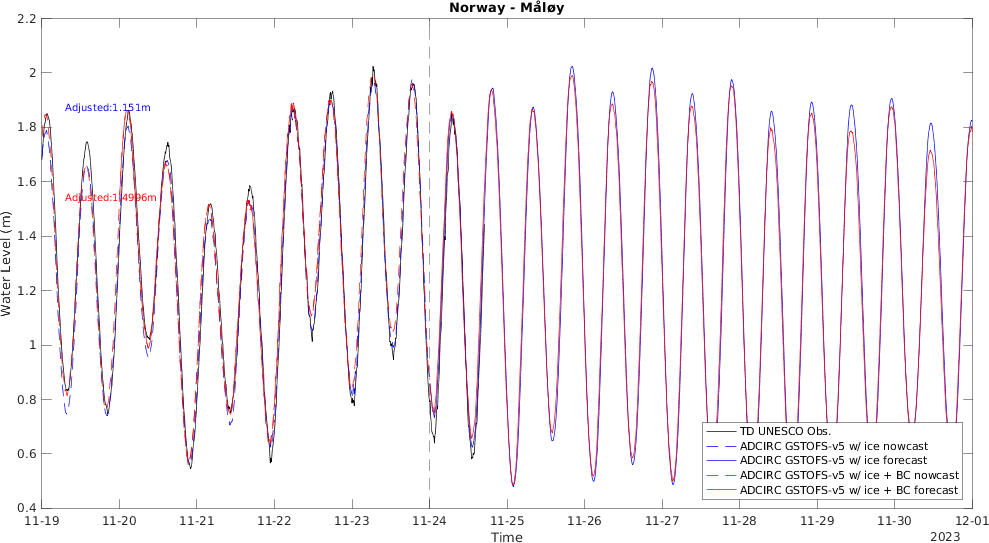 Norway - Måløy
2.2
2
1.8
1.6
1.4
1.2
1
0.8
0.6
0.4
Water Level (m)
Adjusted:1.151m
Adjusted:1.4996m
TD UNESCO Obs.
ADCIRC GSTOFS-v5 w/ ice nowcast
ADCIRC GSTOFS-v5 w/ ice forecast
ADCIRC GSTOFS-v5 w/ ice + BC nowcast
ADCIRC GSTOFS-v5 w/ ice + BC forecast
11-19 11-20 11-21 11-22 11-23 11-24 11-25 11-26 11-27 11-28 11-29 11-30 12-01
Time
2023